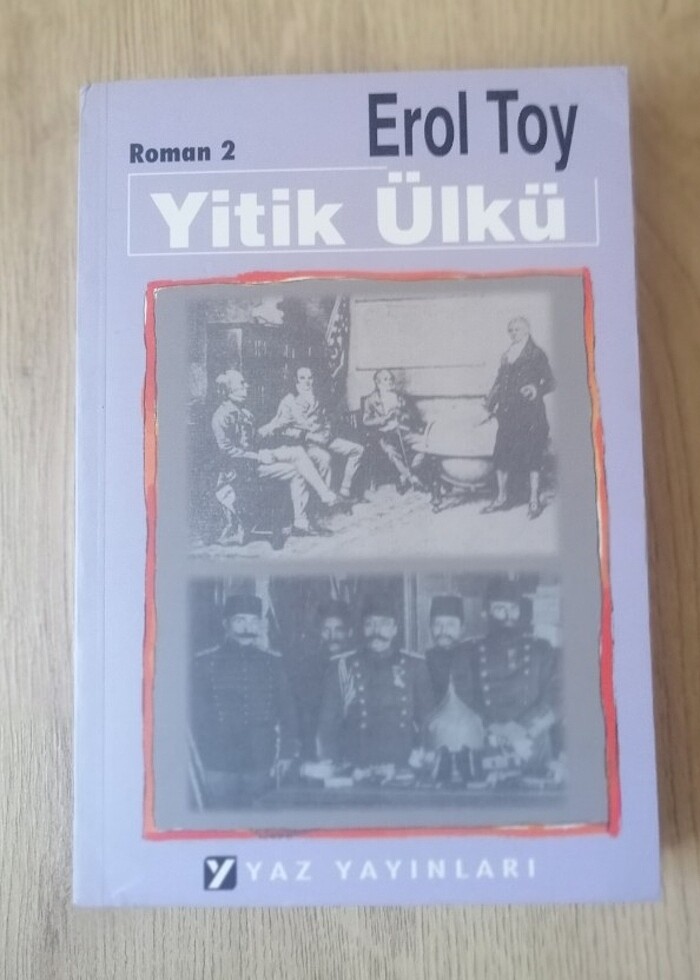 Erol Toy
Roman 2
Yitik Ülkü
Y YAZ YAYINLARI